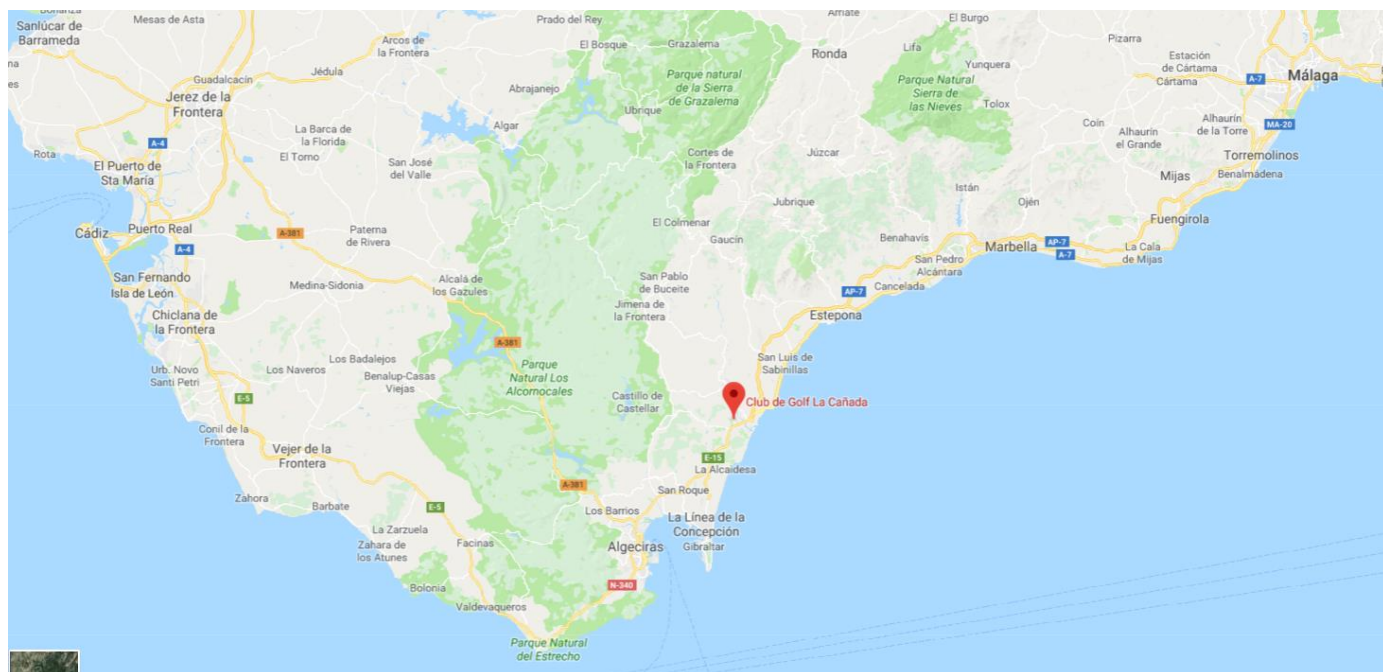 Bonanza
Mesas de Asta
Prado del Rey
Arriate
El Burgo
Sanlúcar de
Barrameda
Arcos de
la Frontera
El Bosque
Grazalema
Ronda
Lifa
Pizarra
Yunquera
Estación
de Cártama
Cártama
A-7
Málaga
Guadalcacín
Jédula
Abrajanejo
Parque natural
de la Sierra
de Grazalema
Parque Natural
Sierra de
las Nieves
Tolox
Jerez de la
Frontera
Ubrique
Algar
Coín
Alhaurín
de la Torre
MA-20
Alhaurín
el Grande
La Barca de
la Florida
A-4
Rota
El Torno
San José
del Valle
Cortes de
la Frontera
Júzcar
Torremolinos
El Puerto de
Sta María
Mijas
Benalmádena
Istán
Ojén
Jubrique
Fuengirola
Cádiz
Puerto Real
A-381
Paterna
de Rivera
El Colmenar
Gaucín
Benahavís
Marbella
AP-7
A-7
La Cala
de Mijas
A-4
San Pedro
Alcántara
San Fernando
Isla de León
Medina-Sidonia
Alcalá de
los Gazules
San Pablo
de Buceite
AP-7
Cancelada
Jimena de
la Frontera
Estepona
Chiclana de
la Frontera
A-381
Los Badalejos
San Luis de
Sabinillas
Urb. Novo
Santi Petri
Los Naveros
Benalup-Casas
Viejas
Parque
Natural Los
Alcornocales
Castillo de
Castellar
Club de Golf La Cañada
E-5
Conil de la
Frontera
Vejer de la
Frontera
E-15
La Alcaidesa
A-381
San Roque
Zahora
Barbate
E-5
Los Barrios
La Línea de la
Concepción
La Zarzuela
Zahara de
los Atunes
Facinas
Algeciras
Gibraltar
Bolonia
N-340
Valdevaqueros
Parque Natural
del Estrecho